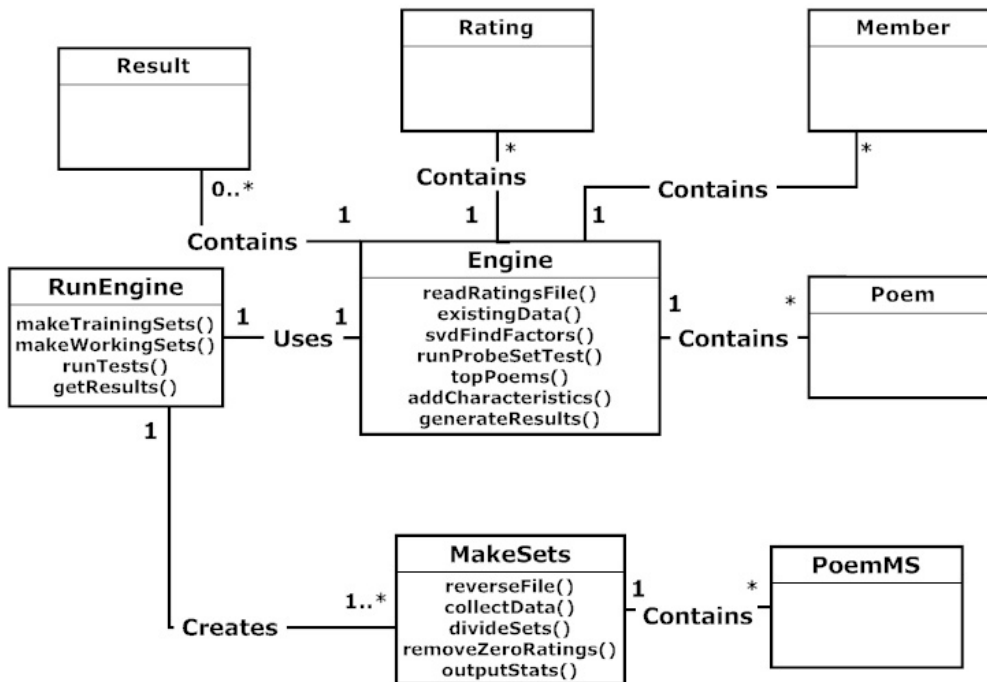 Result
Rating
Member
0..*
*
*
Contains
Contains
Contains
1
1
1
RunEngine
makeTrainingSets()
makeWorkingSets()
runTests()
getResults()
1
Uses
1
Engine
readRatingsFile()
existingData()
svdFindFactors()
runProbeSetTest()
topPoems()
addCharacteristics()
generateResults()
1
Contains
*
Poem
1
Creates
1..*
MakeSets
reverseFile()
collectData()
divideSets()
removeZeroRatings()
outputStats()
1
Contains
*
PoemMS